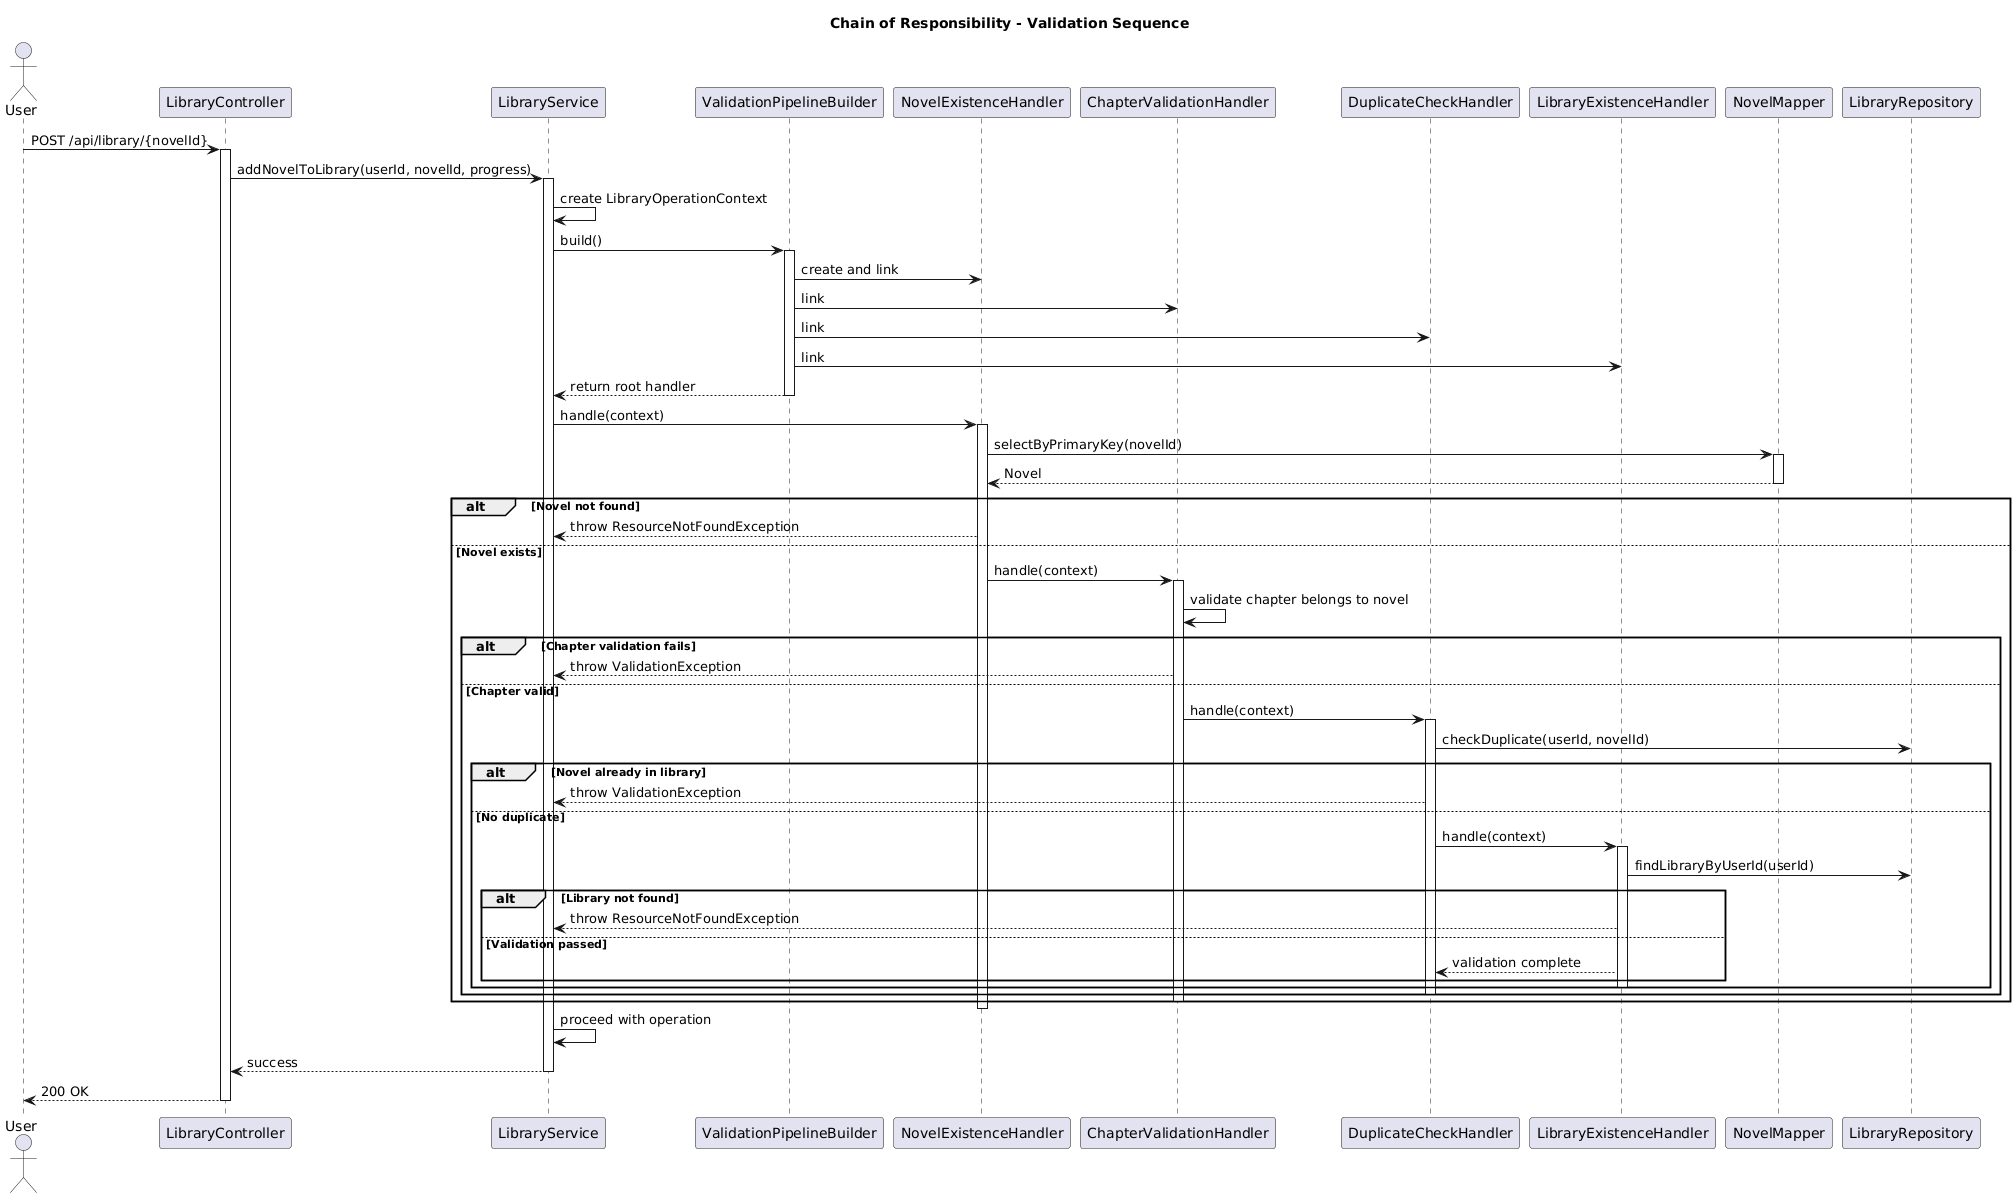 Chain of Responsibility - Validation Sequence
User
LibraryController
LibraryService
ValidationPipelineBuilder
NovelExistenceHandler
ChapterValidationHandler
DuplicateCheckHandler
LibraryExistenceHandler
NovelMapper
LibraryRepository
POST /api/library/{novelId}
addNovelToLibrary(userId, novelId, progress)
create LibraryOperationContext
build()
create and link
link
link
link
return root handler
handle(context)
selectByPrimaryKey(novelId)
Novel
alt [Novel not found]
throw ResourceNotFoundException
[Novel exists]
handle(context)
validate chapter belongs to novel
alt [Chapter validation fails]
throw ValidationException
[Chapter valid]
handle(context)
checkDuplicate(userId, novelId)
alt [Novel already in library]
throw ValidationException
[No duplicate]
handle(context)
findLibraryByUserId(userId)
alt [Library not found]
throw ResourceNotFoundException
[Validation passed]
validation complete
proceed with operation
success
200 OK
User
LibraryController
LibraryService
ValidationPipelineBuilder
NovelExistenceHandler
ChapterValidationHandler
DuplicateCheckHandler
LibraryExistenceHandler
NovelMapper
LibraryRepository